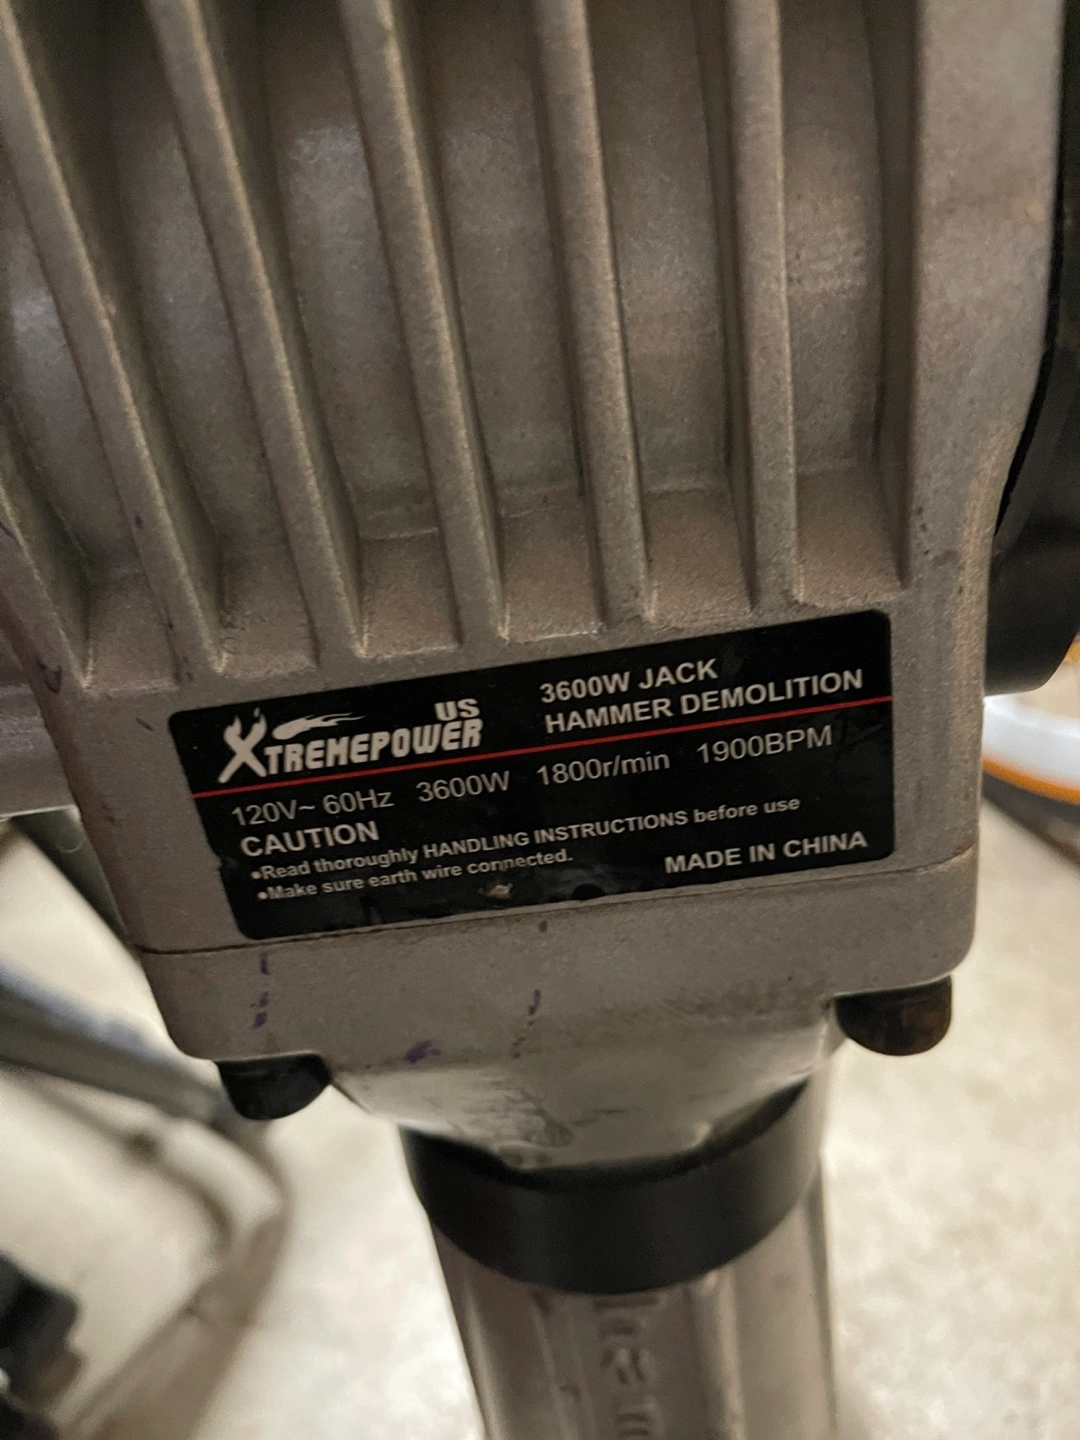 XTREMEPOWER US
3600W JACK
HAMMER DEMOLITION
120V~ 60Hz 3600W 1800r/min 1900BPM
CAUTION
•Read thoroughly HANDLING INSTRUCTIONS before use
•Make sure earth wire connected.
MADE IN CHINA